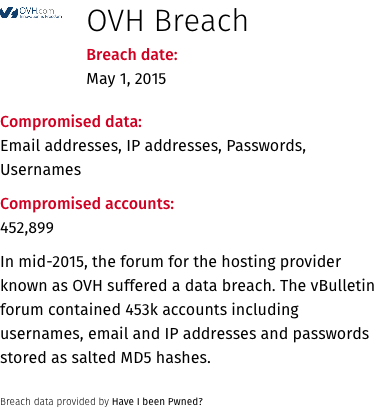 OVH.com
OVH Breach
Breach date:
May 1, 2015
Compromised data:
Email addresses, IP addresses, Passwords,
Usernames
Compromised accounts:
452,899
In mid-2015, the forum for the hosting provider
known as OVH suffered a data breach. The vBulletin
forum contained 453k accounts including
usernames, email and IP addresses and passwords
stored as salted MD5 hashes.
Breach data provided by Have I been Pwned?